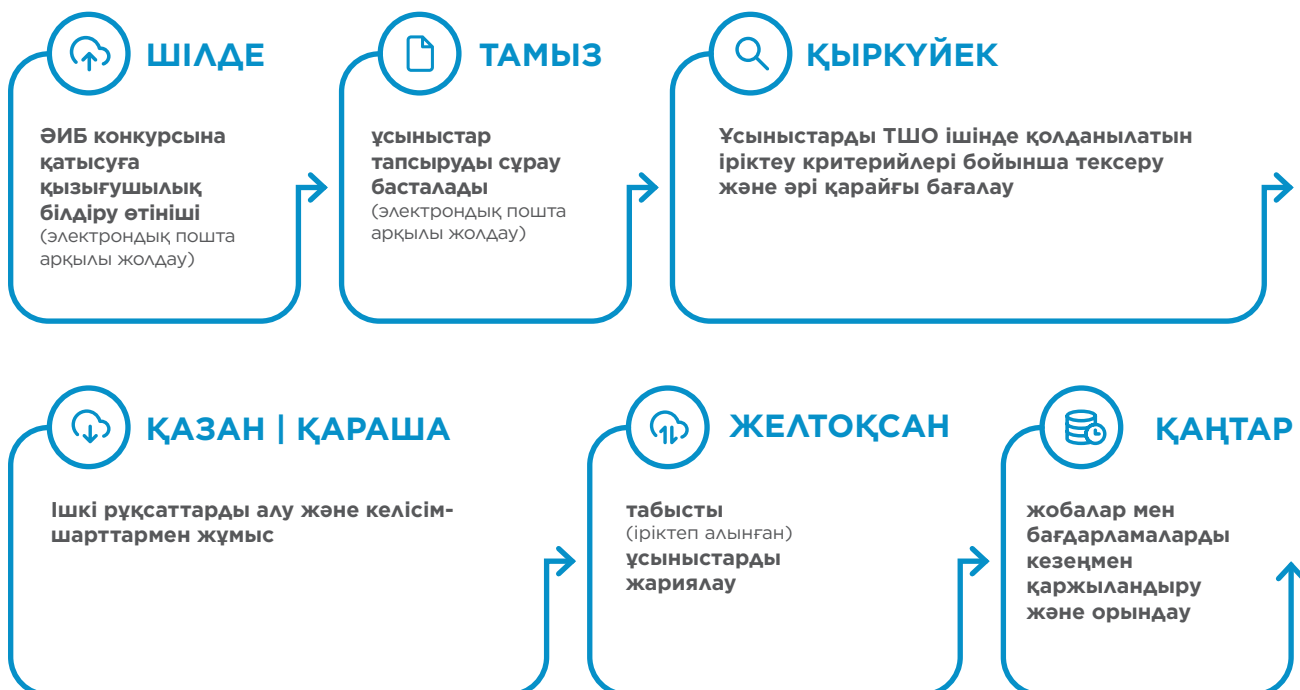 ШІЛДЕ
ӘИБ конкурсына
қатысуға
қызығушылық
білдіру өтініші
(электрондық пошта
арқылы жолдау)
ТАМЫЗ
ұсыныстар
тапсыруды сұрау
басталады
(электрондық пошта
арқылы жолдау)
ҚЫРКҮЙЕК
Ұсыныстарды ТШО ішінде қолданылатын
іріктеу критерийлері бойынша тексеру
және әрі қарайғы бағалау
ҚАЗАН | ҚАРАША
Ішкі рұқсаттарды алу және келісім-
шарттармен жұмыс
ЖЕЛТОҚСАН
табысты
(іріктеп алынған)
ұсыныстарды
жариялау
ҚАҢТАР
жобалар мен
бағдарламаларды
кезеңмен
қаржыландыру
және орындау